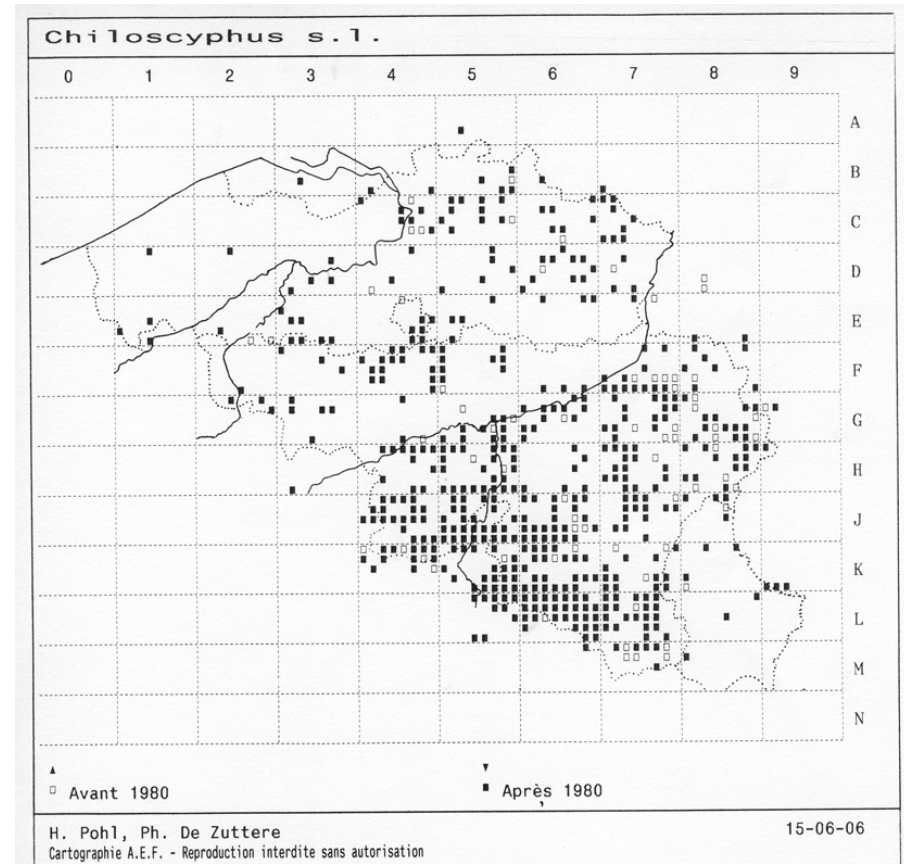 Chiloscyphus s.l.
0 1 2 3 4 5 6 7 8 9
A
B
C
D
E
F
G
H
J
K
L
M
N
Avant 1980 Après 1980
H. Pohl, Ph. De Zuttere 15-06-06
Cartographie A.E.F. - Reproduction interdite sans autorisation